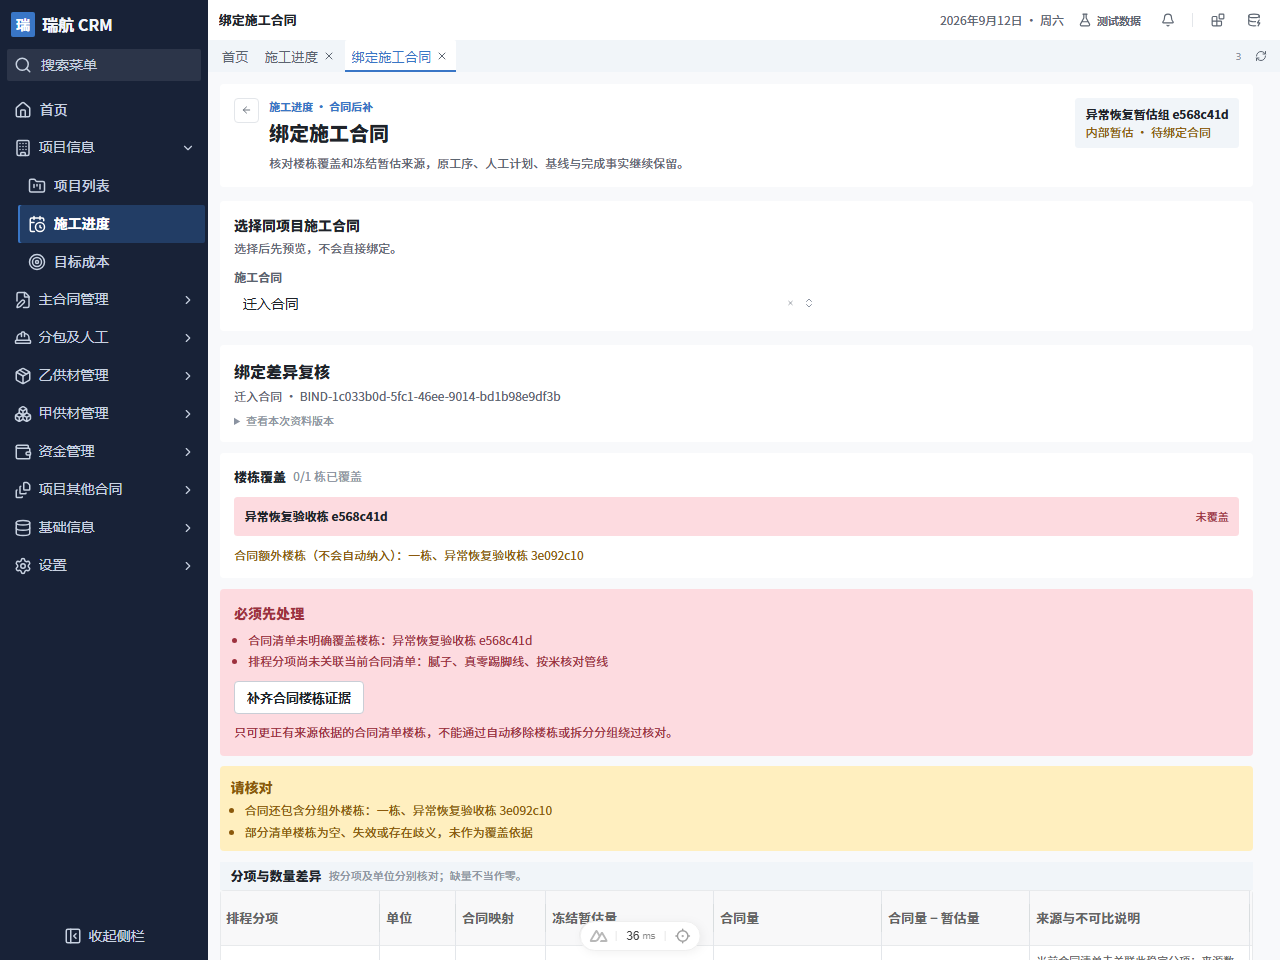 瑞 瑞航 CRM
搜索菜单
首页
项目信息
项目列表
施工进度
目标成本
主合同管理
分包及人工
乙供材管理
甲供材管理
资金管理
项目其他合同
基础信息
设置
收起侧栏
绑定施工合同
2026年9月12日 • 周六 测试数据
首页 施工进度 绑定施工合同 3
施工进度 • 合同后补
绑定施工合同
核对楼栋覆盖和冻结暂估来源，原工序、人工计划、基线与完成事实继续保留。
异常恢复暂估组 e568c41d
内部暂估 • 待绑定合同
选择同项目施工合同
选择后先预览，不会直接绑定。
施工合同
迁入合同
绑定差异复核
迁入合同 • BIND-1c033b0d-5fc1-46ee-9014-bd1b98e9df3b
查看本次资料版本
楼栋覆盖 0/1 栋已覆盖
异常恢复验收栋 e568c41d 未覆盖
合同额外楼栋（不会自动纳入）：一栋、异常恢复验收栋 3e092c10
必须先处理
合同清单未明确覆盖楼栋：异常恢复验收栋 e568c41d
排程分项尚未关联当前合同清单：腻子、真零踢脚线、按米核对管线
补齐合同楼栋证据
只可更正有来源依据的合同清单楼栋，不能通过自动移除楼栋或拆分分组绕过核对。
请核对
合同还包含分组外楼栋：一栋、异常恢复验收栋 3e092c10
部分清单楼栋为空、失效或存在歧义，未作为覆盖依据
分项与数量差异 按分项及单位分别核对；缺量不当作零。
排程分项 单位 合同映射 冻结暂估量 合同量 合同量 − 暂估量 来源与不可比说明
36 ms